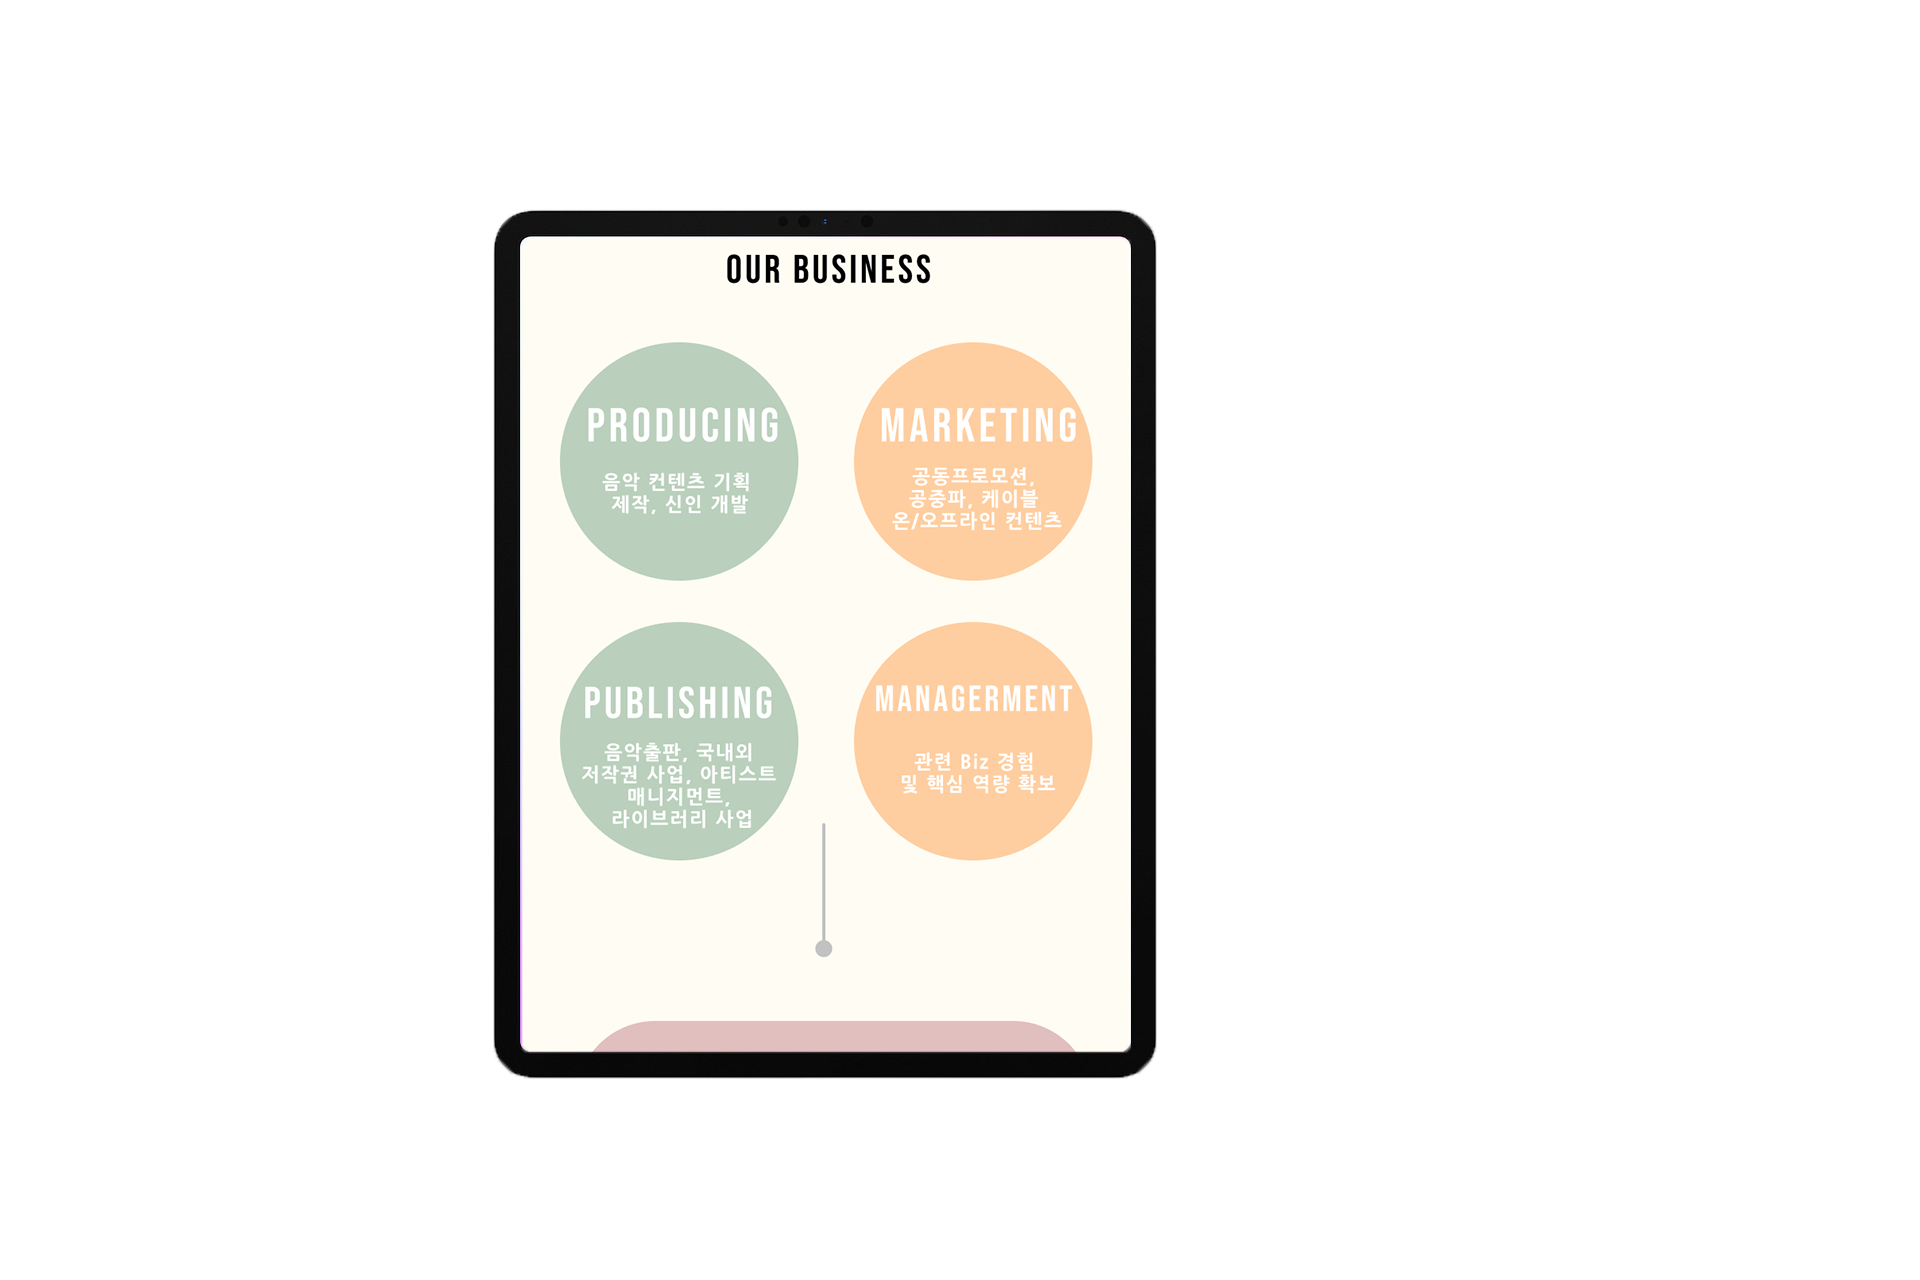 OUR BUSINESS
PRODUCING
음악 컨텐츠 기획
제작, 신인 개발
MARKETING
공동프로모션,
공중파, 케이블
온/오프라인 컨텐츠
PUBLISHING
음악출판, 국내외
저작권 사업, 아티스트
매니지먼트,
라이브러리 사업
MANAGERMENT
관련 Biz 경험
및 핵심 역량 확보